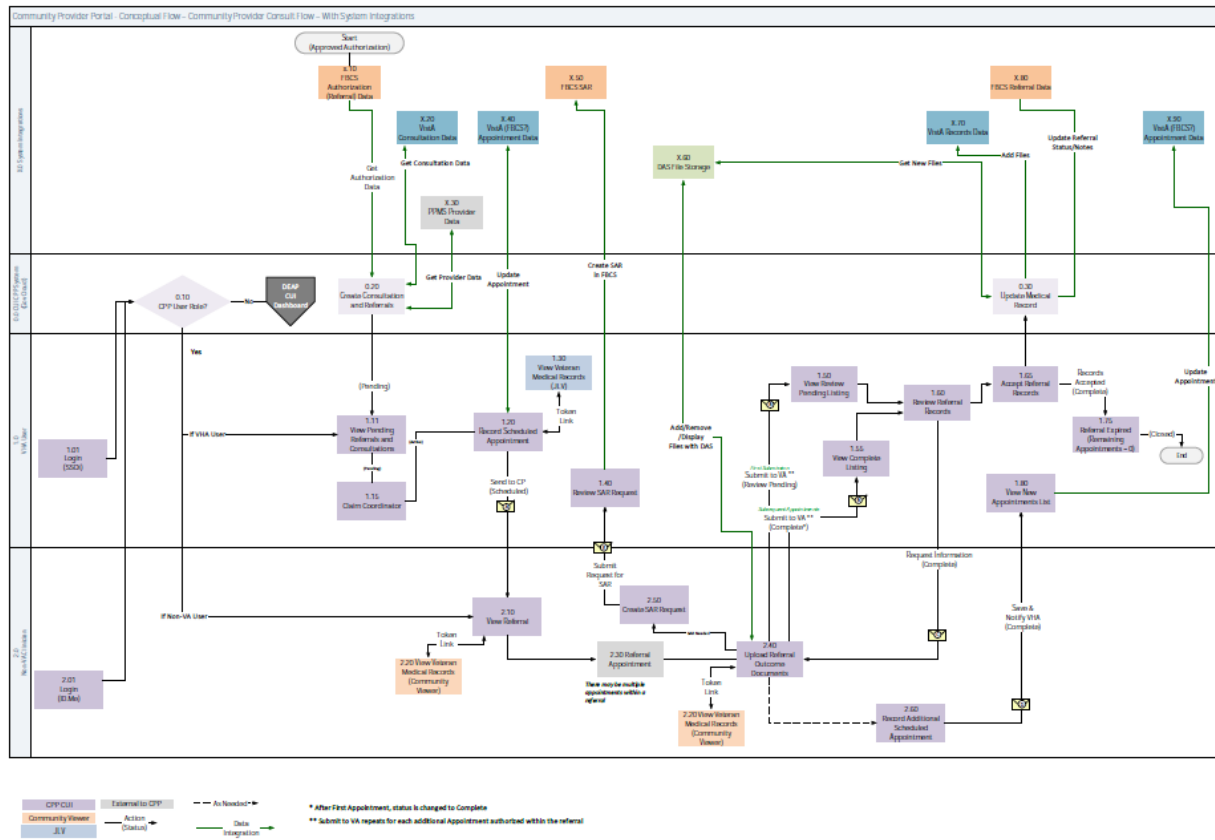 Community Provider Portal - Conceptual Flow – Community Provider Consult Flow – With System Integrations
Start
(Approved Authorization)
X.10
FBCS
Authorization
(Referral) Data
X.50
FBCS SAR
X.80
FBCS Referral Data
X.20
VistA
Consultation Data
X.40
VistA (FBCS?)
Appointment Data
X.70
VistA Records Data
X.90
VistA (FBCS?)
Appointment Data
Update Referral
Status/Notes
Get Consultation Data
X.60
DAS File Storage
Get New Files
Add Files
Get
Authorization
Data
X.30
PPMS Provider
Data
Create SAR
in FBCS
Get Provider Data
Update
Appointment
0.10
CPP User Role?
No
DEAP
CUI
Dashboard
0.20
Create Consultation
and Referrals
0.30
Update Medical
Record
Yes
1.0
VHA User
(Pending)
1.30
View Veteran
Medical Records
(JLV)
Token
Link
1.50
View Review
Pending Listing
1.60
Review Referral
Records
1.65
Accept Referral
Records
Records
Accepted
(Complete)
Update
Appointment
If VHA User
1.11
View Pending
Referrals and
Consultations
1.20
Record Scheduled
Appointment
Add/Remove
/Display
Files with DAS
1.75
Referral Expired
(Remaining
Appointments = 0)
(Closed)
End
1.01
Login
(SSOi)
(Pending)
1.15
Claim Coordinator
Send to CP
(Scheduled)
1.40
Review SAR Request
First Submission
Submit to VA **
(Review Pending)
1.55
View Complete
Listing
1.80
View New
Appointments List
Subsequent Appointments
Submit to VA **
(Complete*)
Request Information
(Complete)
Submit
Request for
SAR
2.50
Create SAR Request
Save &
Notify VHA
(Complete)
If Non-VA User
2.10
View Referral
Token
Link
2.20 View Veteran
Medical Records
(Community
Viewer)
2.30 Referral
Appointment
There may be multiple
appointments within a
referral
2.40
Upload Referral
Outcome
Documents
Token
Link
2.20 View Veteran
Medical Records
(Community
Viewer)
2.01
Login
(ID.Me)
2.60
Record Additional
Scheduled
Appointment
CPP CUI
External to CPP
As Needed
Community Viewer
Action
(Status)
JLV
Data
Integration
* After First Appointment, status is changed to Complete
** Submit to VA repeats for each additional Appointment authorized within the referral